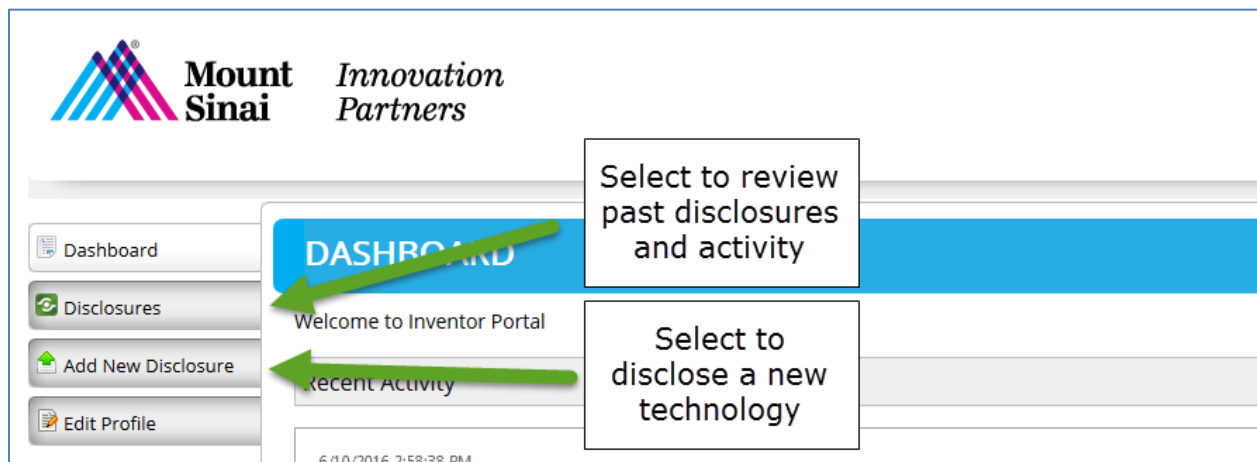 Mount Sinai
Innovation Partners
Select to review
past disclosures
and activity
Dashboard
DASHBOARD
Disclosures
Welcome to Inventor Portal
Select to
disclose a new
technology
Add New Disclosure
Recent Activity
Edit Profile
6/10/2016 2:58:38 PM